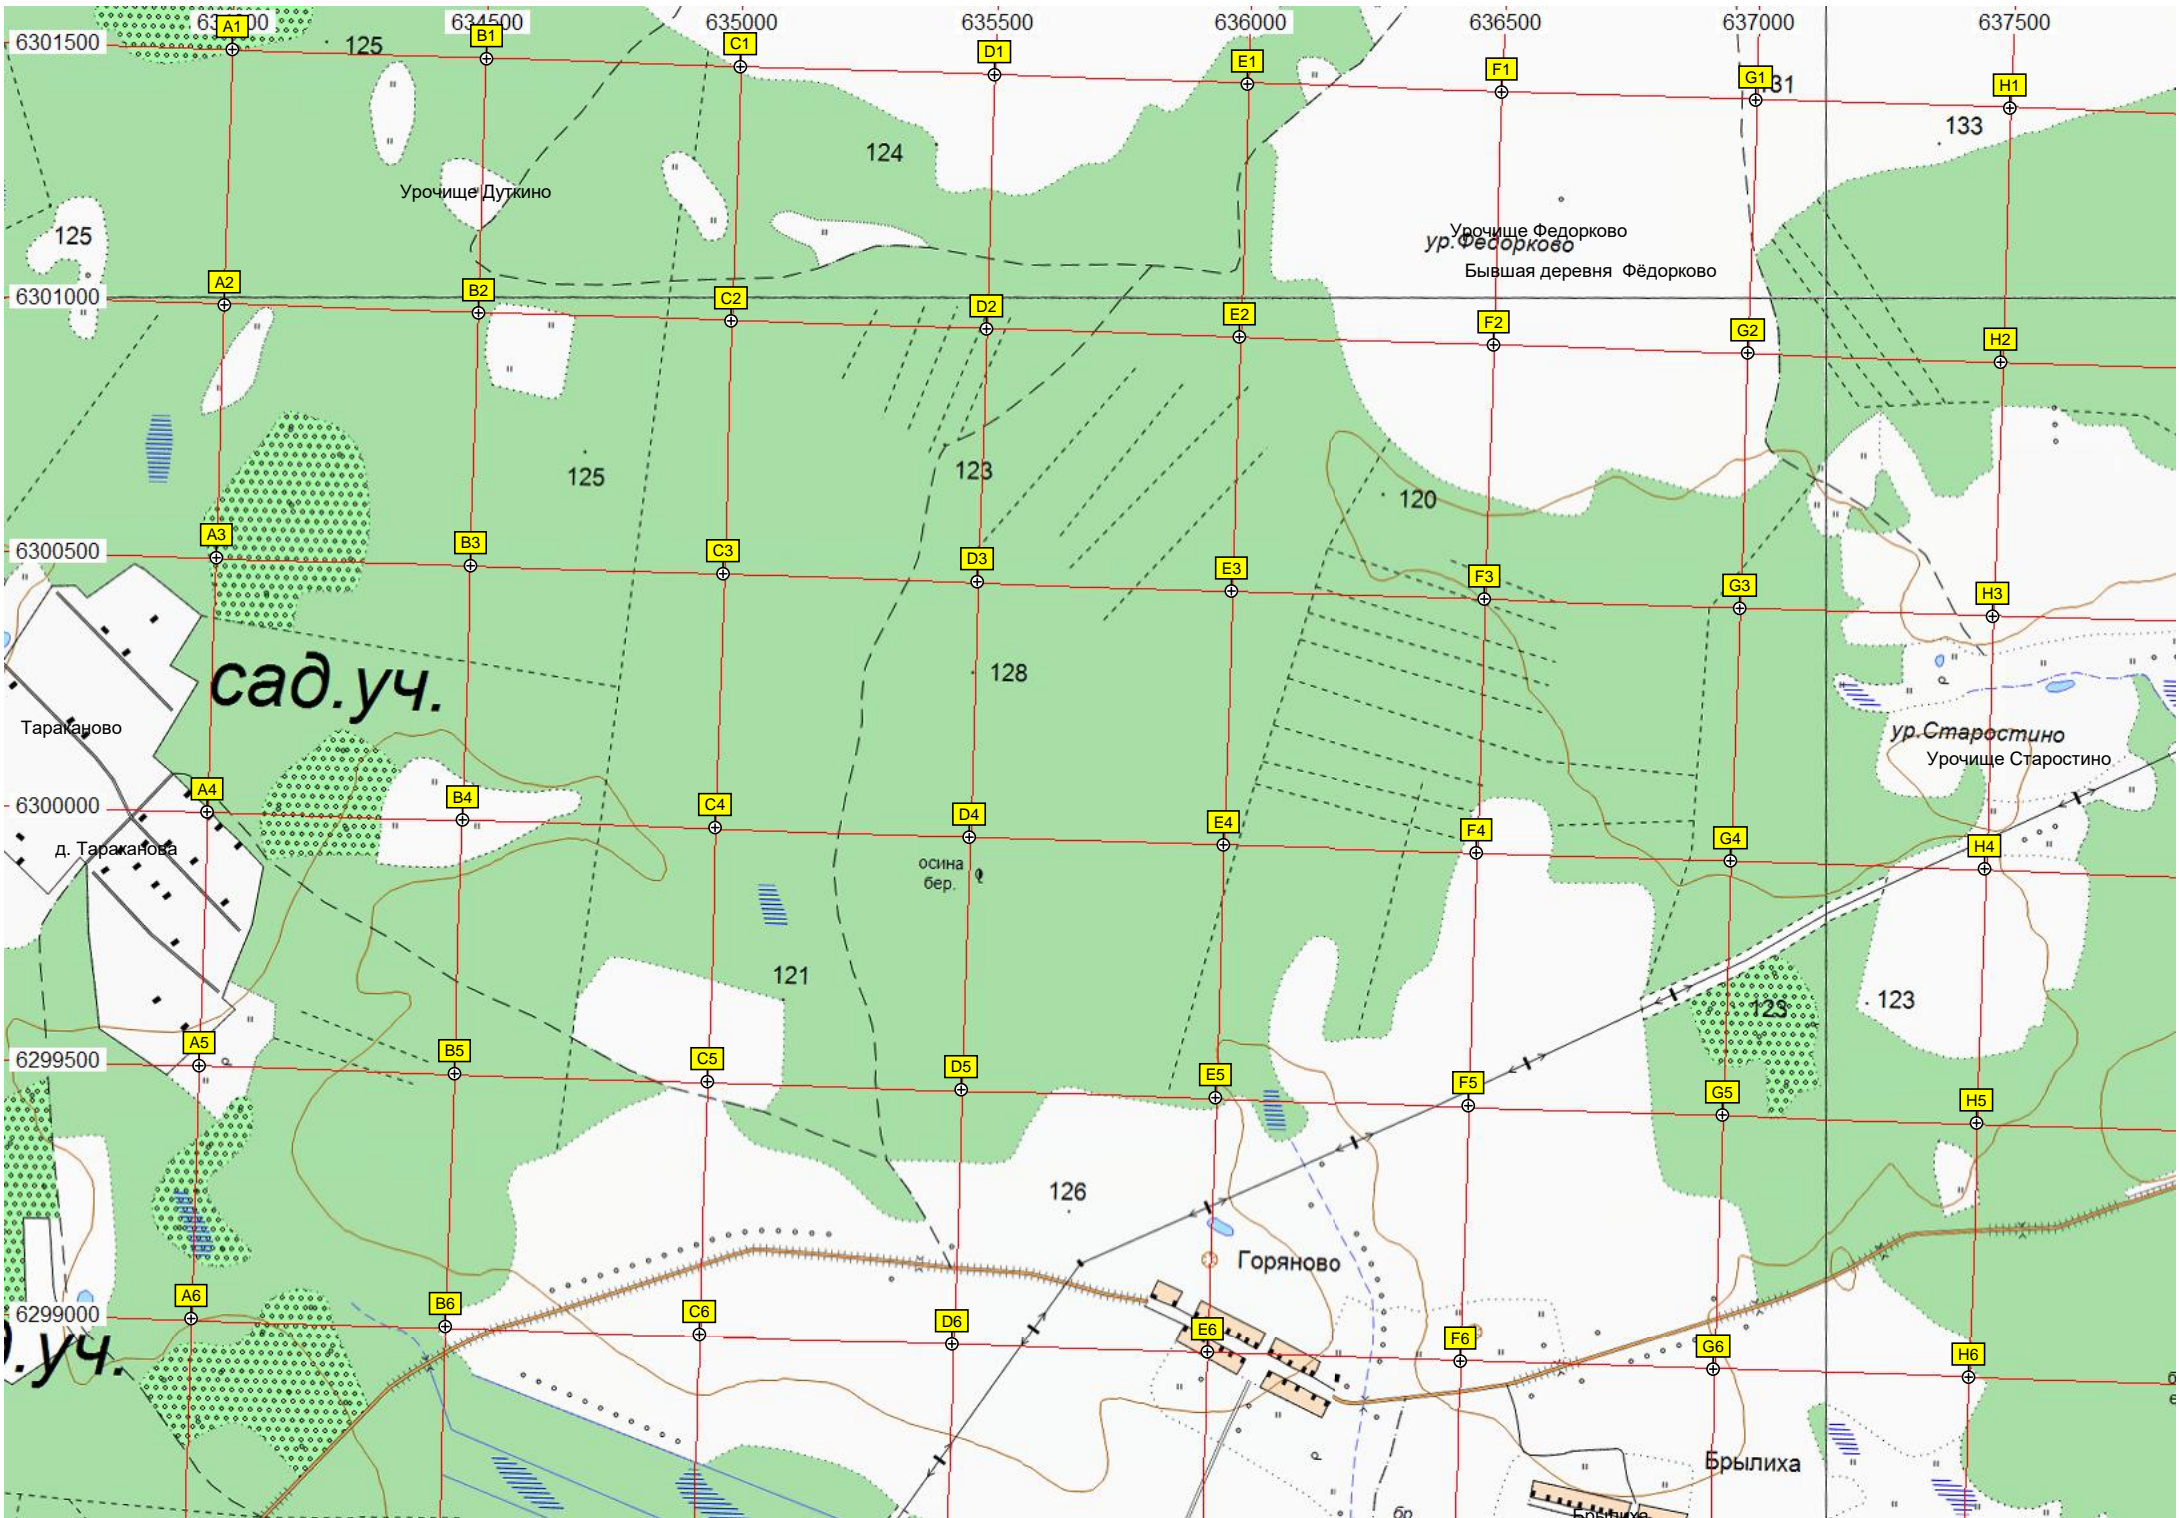 634000 634500 635000 635500 636000 636500 637000 637500
6301500
A1 B1 C1 D1 E1 F1 G1 H1
125
131
133
124
Урочище Дуткино
125
Урочище Федорково
ур.Федорково
Бывшая деревня Фёдорково
6301000
A2 B2 C2 D2 E2 F2 G2 H2
125
123
120
6300500
A3 B3 C3 D3 E3 F3 G3 H3
сад.уч.
128
Тараканово
ур.Старостино
Урочище Старостино
6300000
A4 B4 C4 D4 E4 F4 G4 H4
д. Тараканова
осина
бер.
121
123
123
6299500
A5 B5 C5 D5 E5 F5 G5 H5
126
Горяново
6299000
A6 B6 C6 D6 E6 F6 G6 H6
.уч.
Брылиха
бр
Брылиха